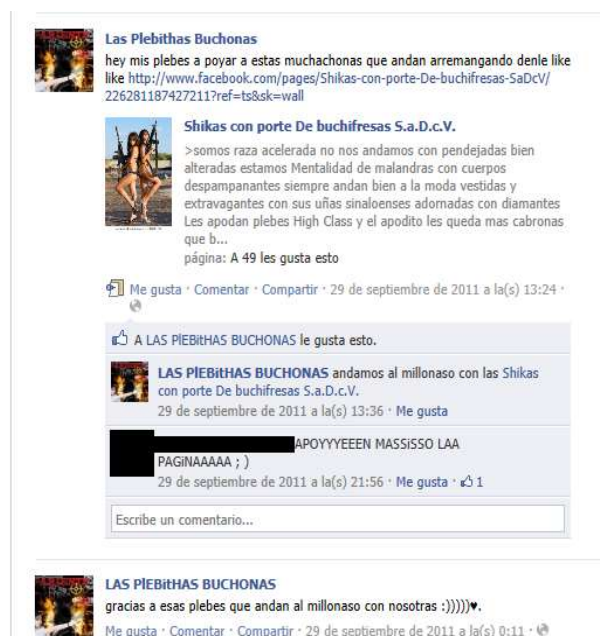 Las Plebithas Buchonas
hey mis plebes a poyar a estas muchachonas que andan arremangando denle like
like http://www.facebook.com/pages/Shikas-con-porte-De-buchifresas-SaDcV/
226281187427211?ref=ts&sk=wall
Shikas con porte De buchifresas S.a.D.c.V.
>somos raza acelerada no nos andamos con pendejadas bien
alteradas estamos Mentalidad de malandras con cuerpos
despampanantes siempre andan bien a la moda vestidas y
extravagantes con sus uñas sinaloenses adornadas con diamantes
Les apodan plebes High Class y el apodito les queda mas cabronas
que b...
página: A 49 les gusta esto
Me gusta · Comentar · Compartir · 29 de septiembre de 2011 a la(s) 13:24 ·
A LAS PlEBitHAS BUCHONAS le gusta esto.
LAS PlEBitHAS BUCHONAS andamos al millonaso con las Shikas
con porte De buchifresas S.a.D.c.V.
29 de septiembre de 2011 a la(s) 13:36 · Me gusta
APOYYYEEEN MASSiSSO LAA
PAGiNAAAAA ; )
29 de septiembre de 2011 a la(s) 21:56 · Me gusta · 1
Escribe un comentario...
LAS PlEBitHAS BUCHONAS
gracias a esas plebes que andan al millonaso con nosotras :)))))♥.
Me gusta · Comentar · Compartir · 29 de septiembre de 2011 a la(s) 0:11 ·